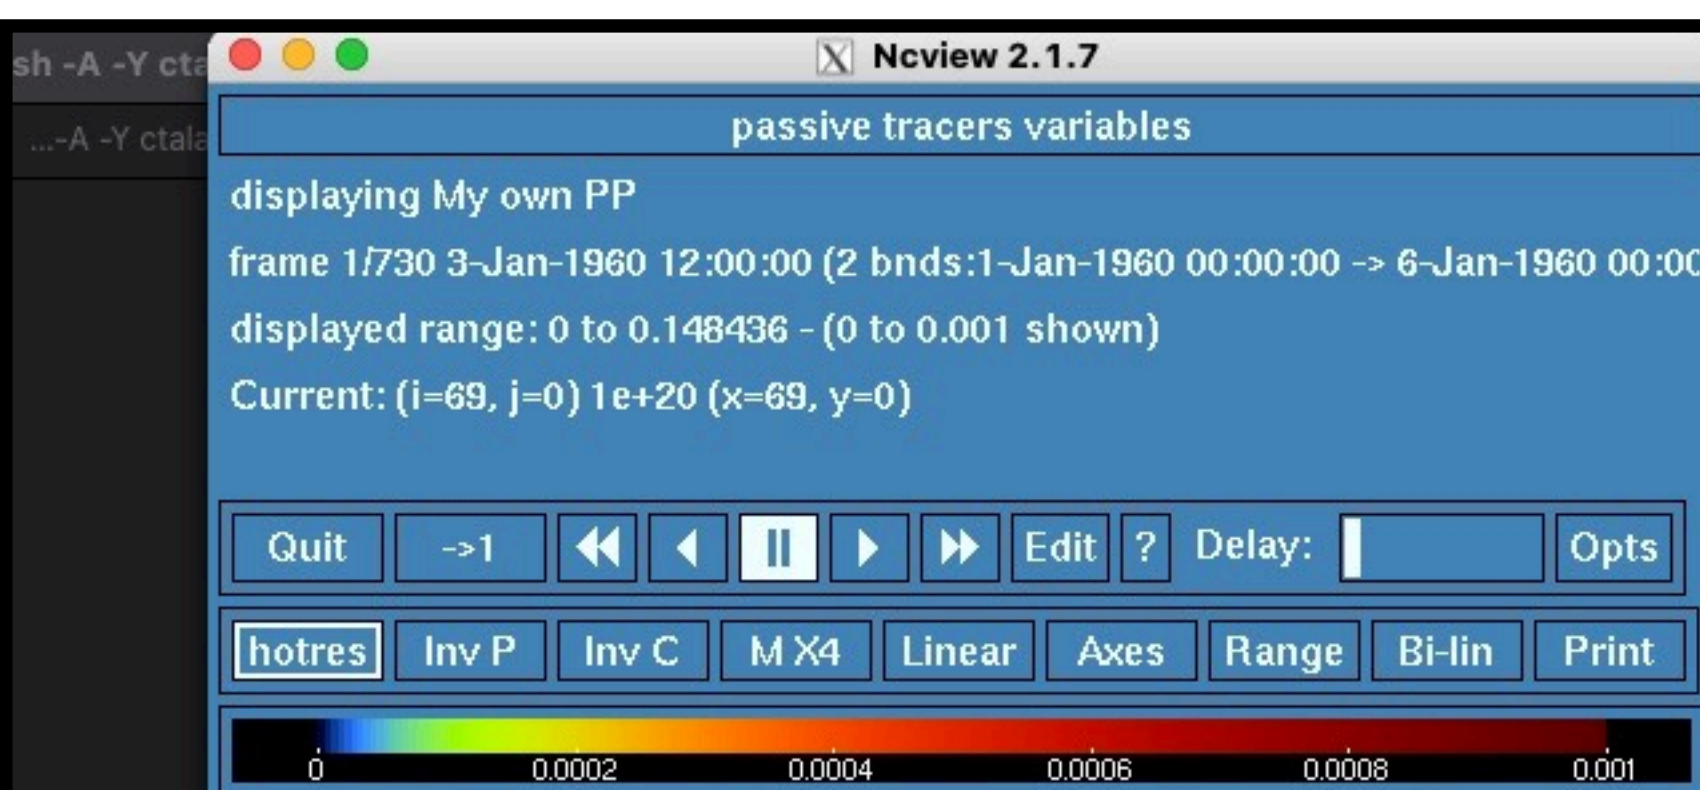 sh -A -Y cta
Ncview 2.1.7
...-A -Y ctala
passive tracers variables
displaying My own PP
frame 1/730 3-Jan-1960 12:00:00 (2 bnds:1-Jan-1960 00:00:00 -> 6-Jan-1960 00:00
displayed range: 0 to 0.148436 - (0 to 0.001 shown)
Current: (i=69, j=0) 1e+20 (x=69, y=0)
Quit ->1 Edit ? Delay: Opts
hotres Inv P Inv C M X4 Linear Axes Range Bi-lin Print
0 0.0002 0.0004 0.0006 0.0008 0.001